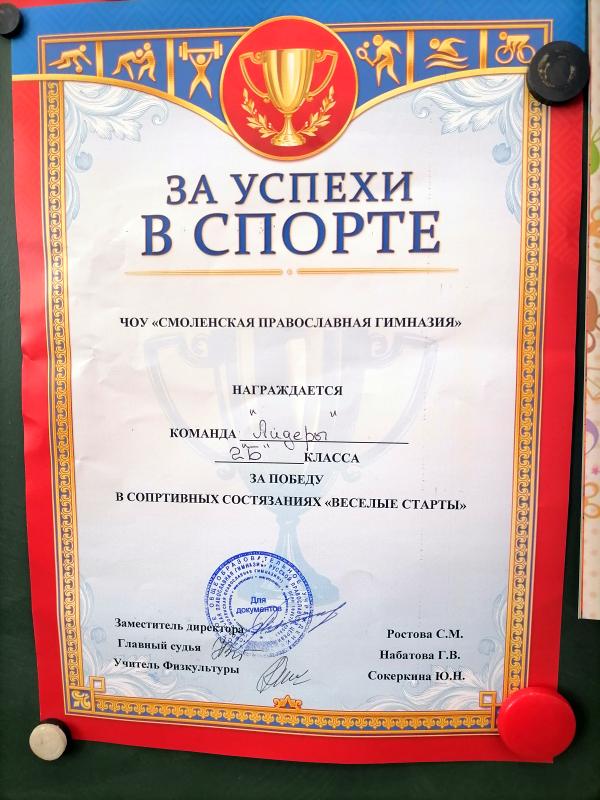 ЗА УСПЕХИ
В СПОРТЕ
ЧОУ «СМОЛЕНСКАЯ ПРАВОСЛАВНАЯ ГИМНАЗИЯ»
НАГРАЖДАЕТСЯ
КОМАНДА "Лидеры"
2"Б" КЛАССА
ЗА ПОБЕДУ
В СОПРТИВНЫХ СОСТЯЗАНИЯХ «ВЕСЕЛЫЕ СТАРТЫ»
Для
документов
Заместитель директора Ростова С.М.
Главный судья Набатова Г.В.
Учитель Физкультуры Сокеркина Ю.Н.